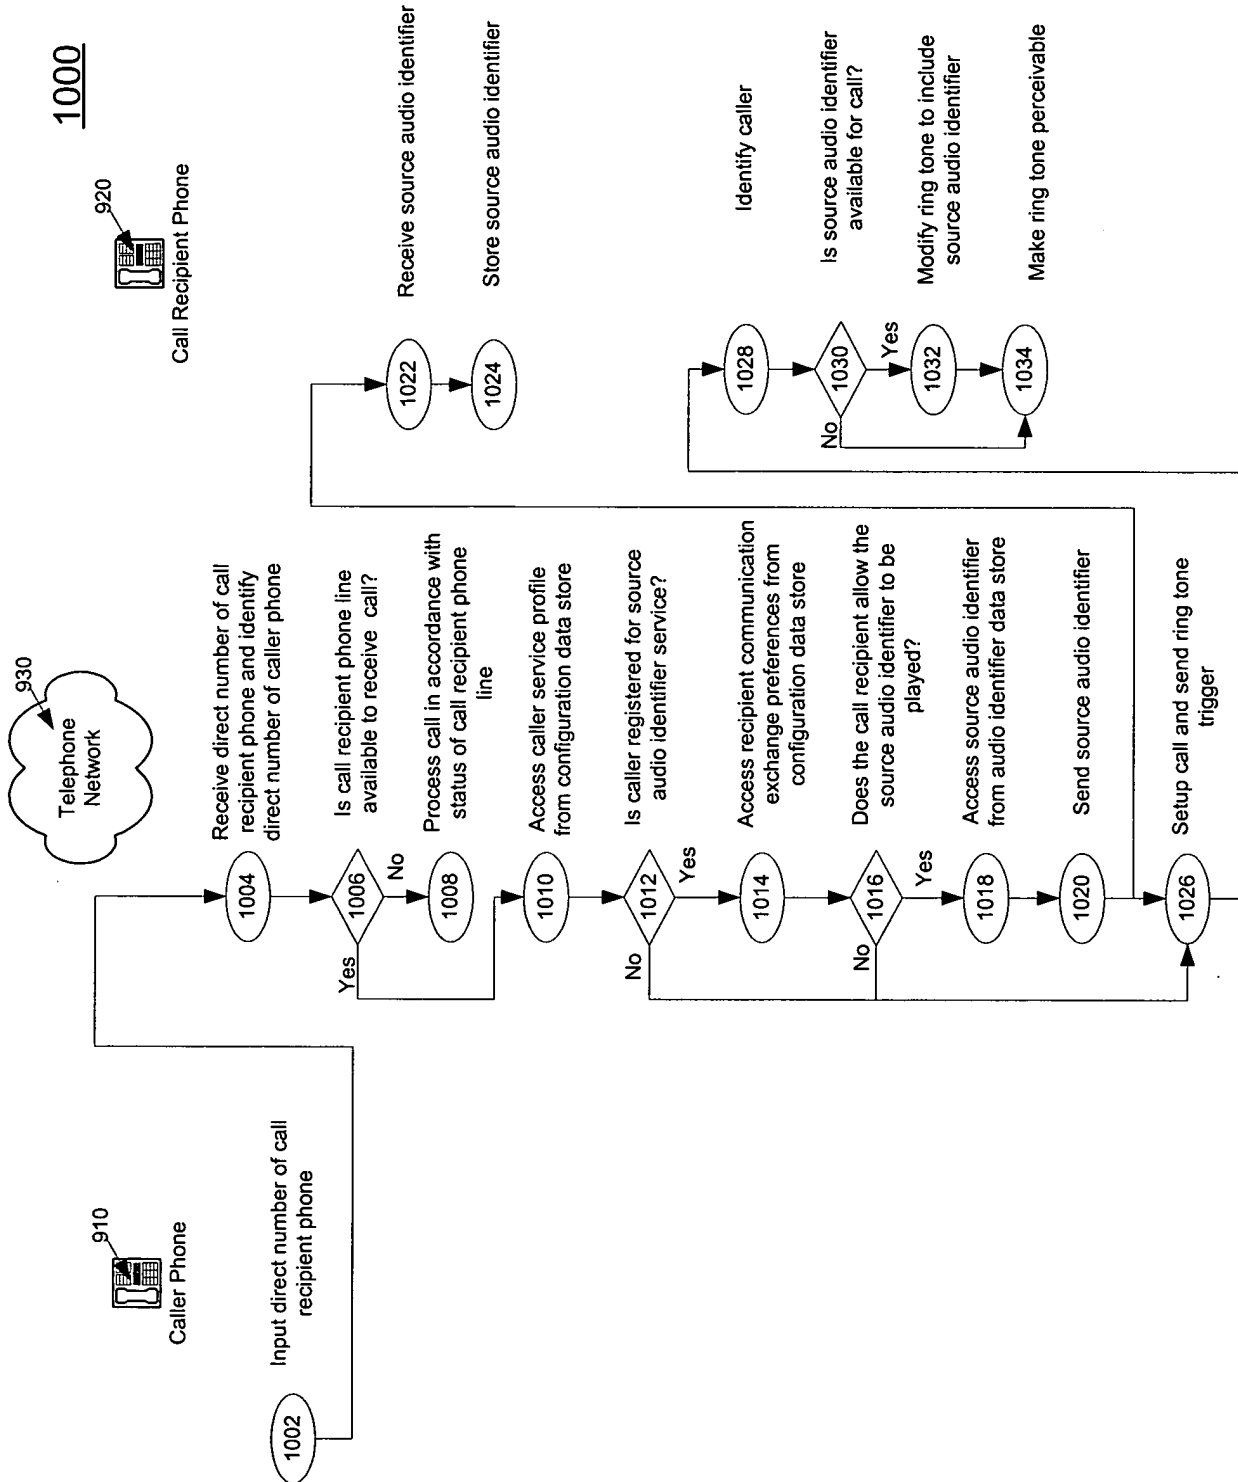 1000
910
Caller Phone
930
Telephone
Network
920
Call Recipient Phone
1002
Input direct number of call
recipient phone
1004
Receive direct number of call
recipient phone and identify
direct number of caller phone
1006
Is call recipient phone line
available to receive call?
Yes
No
1008
Process call in accordance with
status of call recipient phone
line
1010
Access caller service profile
from configuration data store
1012
Is caller registered for source
audio identifier service?
No
Yes
1014
Access recipient communication
exchange preferences from
configuration data store
1016
Does the call recipient allow the
source audio identifier to be
played?
No
Yes
1018
Access source audio identifier
from audio identifier data store
1020
Send source audio identifier
1026
Setup call and send ring tone
trigger
1022
Receive source audio identifier
1024
Store source audio identifier
1028
Identify caller
1030
Is source audio identifier
available for call?
No
Yes
1032
Modify ring tone to include
source audio identifier
1034
Make ring tone perceivable